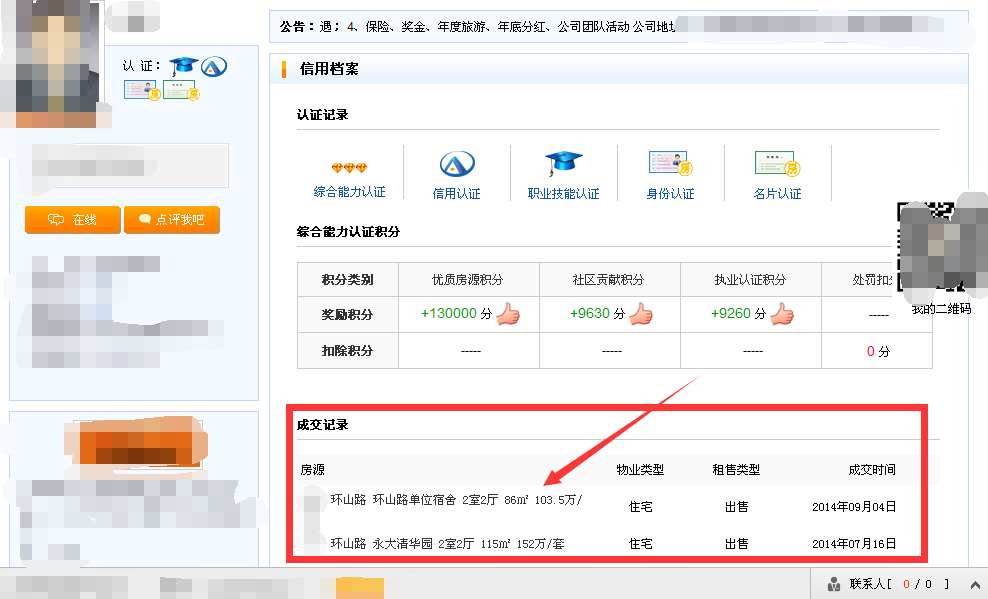 公告：遇；4、保险、奖金、年度旅游、年底分红、公司团队活动 公司地
认 证：
信用档案
认证记录
综合能力认证 信用认证 职业技能认证 身份认证 名片认证
在线 点评我吧
综合能力认证积分
积分类别 优质房源积分 社区贡献积分 执业认证积分 处罚扣
奖励积分 +130000 分 +9630 分 +9260 分 -----
我的二维码
扣除积分 ----- ----- ----- 0 分
成交记录
房源 物业类型 租售类型 成交时间
环山路 环山路单位宿舍 2室2厅 86㎡ 103.5万/ 住宅 出售 2014年09月04日
环山路 永大清华园 2室2厅 115㎡ 152万/套 住宅 出售 2014年07月16日
联系人[ 0 / 0 ]